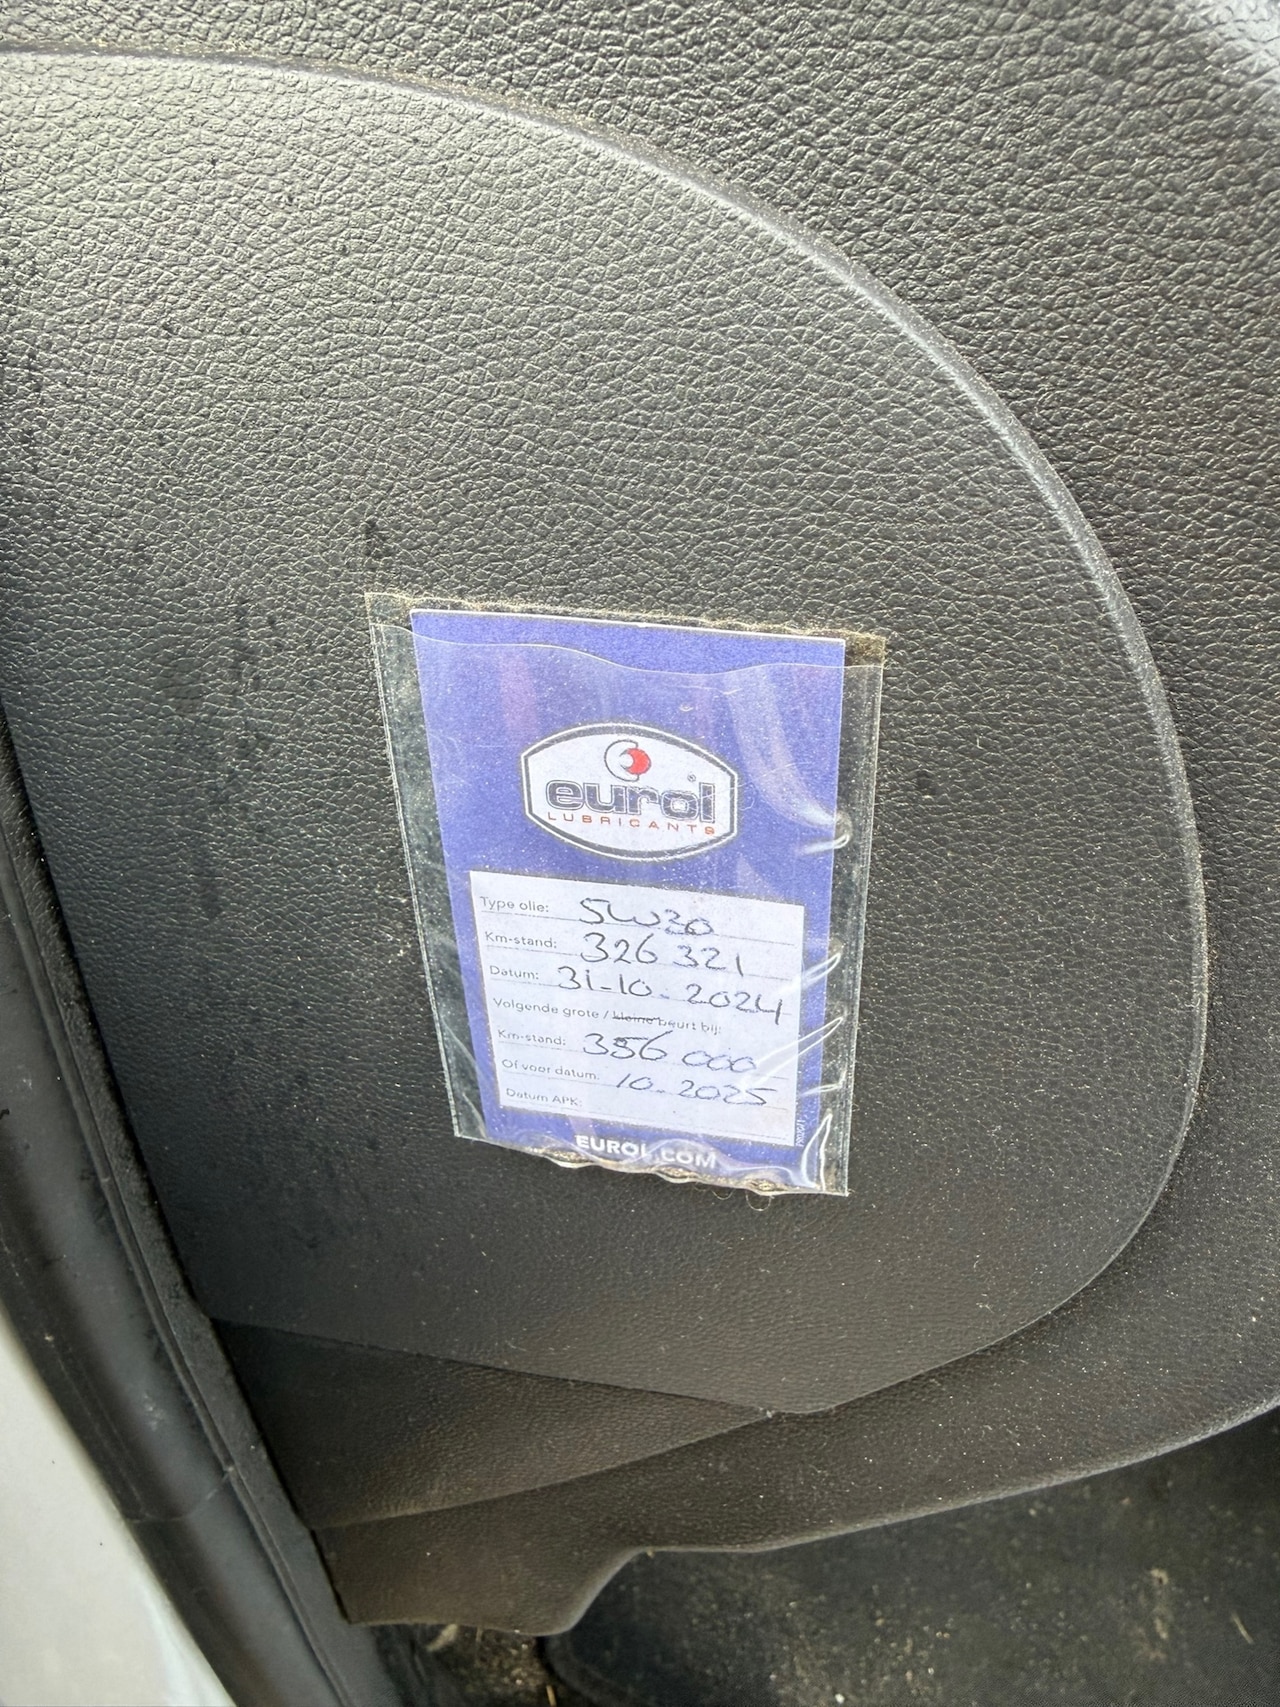 eurol
LUBRICANTS
Type olie: 5W30
Km-stand: 326 321
Datum: 31-10-2024
Volgende grote / kleine beurt bij:
Km-stand: 356 000
Of voor datum: 10-2025
Datum APK:
EUROL.COM